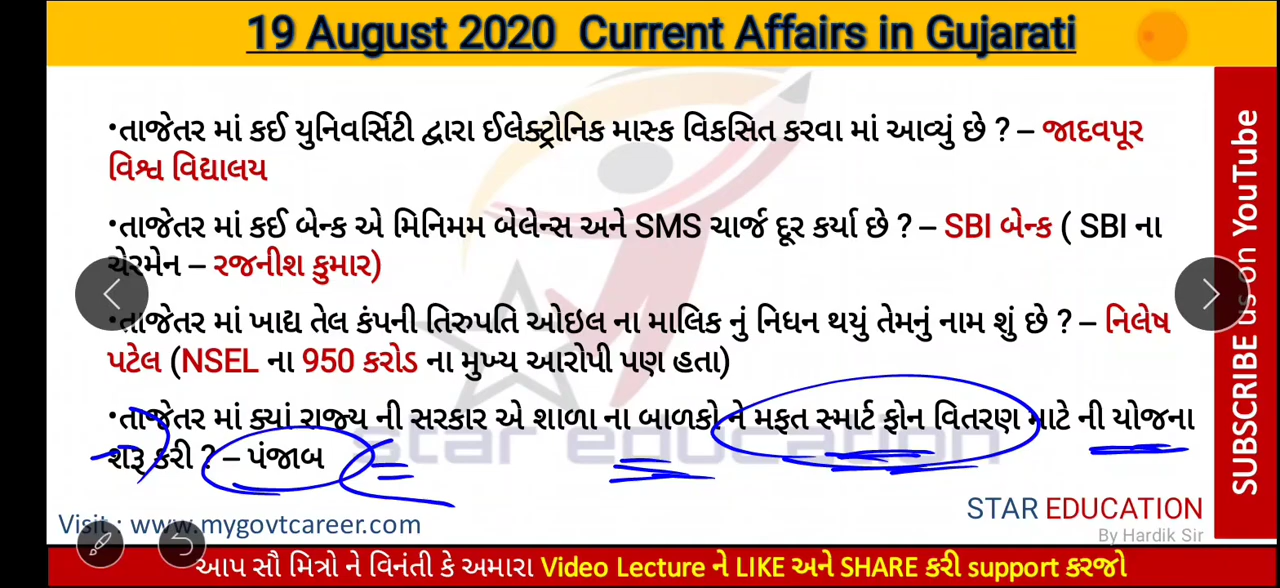 19 August 2020 Current Affairs in Gujarati
•તાજેતર માં કઈ યુનિવર્સિટી દ્વારા ઈલેક્ટ્રોનિક માસ્ક વિકસિત કરવા માં આવ્યું છે ? – જાદવપૂર
વિશ્વ વિદ્યાલય
•તાજેતર માં કઈ બેન્ક એ મિનિમમ બેલેન્સ અને SMS ચાર્જ દૂર કર્યા છે ? – SBI બેન્ક ( SBI ના
ચેરમેન – રજનીશ કુમાર)
•તાજેતર માં ખાદ્ય તેલ કંપની તિરુપતિ ઓઇલ ના માલિક નું નિધન થયું તેમનું નામ શું છે ? – નિલેષ
પટેલ (NSEL ના 950 કરોડ ના મુખ્ય આરોપી પણ હતા)
•તાજેતર માં ક્યાં રાજ્ય ની સરકાર એ શાળા ના બાળકો ને મફત સ્માર્ટ ફોન વિતરણ માટે ની યોજના
શરૂ કરી ? – પંજાબ
star education
STAR EDUCATION
By Hardik Sir
Visit : www.mygovtcareer.com
આપ સૌ મિત્રો ને વિનંતી કે અમારા Video Lecture ને LIKE અને SHARE કરી support કરજો
SUBSCRIBE us on YouTube